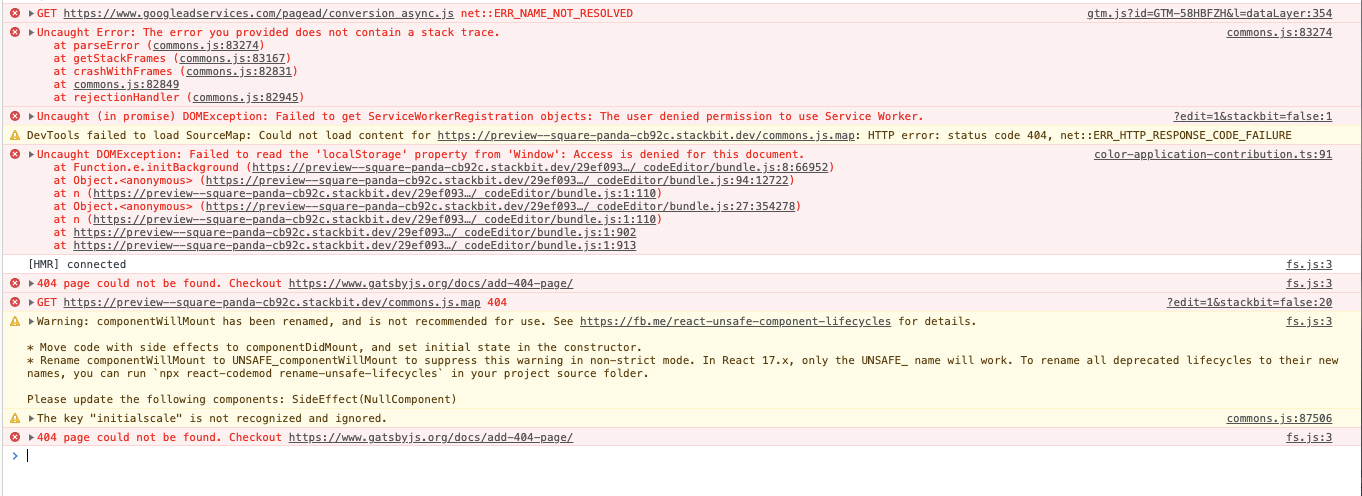 GET https://www.googleadservices.com/pagead/conversion_async.js net::ERR_NAME_NOT_RESOLVED gtm.js?id=GTM-58HBFZH&l=dataLayer:354
Uncaught Error: The error you provided does not contain a stack trace. commons.js:83274
at parseError (commons.js:83274)
at getStackFrames (commons.js:83167)
at crashWithFrames (commons.js:82831)
at commons.js:82849
at rejectionHandler (commons.js:82945)
Uncaught (in promise) DOMException: Failed to get ServiceWorkerRegistration objects: The user denied permission to use Service Worker. ?edit=1&stackbit=false:1
DevTools failed to load SourceMap: Could not load content for https://preview--square-panda-cb92c.stackbit.dev/commons.js.map: HTTP error: status code 404, net::ERR_HTTP_RESPONSE_CODE_FAILURE
Uncaught DOMException: Failed to read the 'localStorage' property from 'Window': Access is denied for this document. color-application-contribution.ts:91
at Function.e.initBackground (https://preview--square-panda-cb92c.stackbit.dev/29ef093…/_codeEditor/bundle.js:8:66952)
at Object.<anonymous> (https://preview--square-panda-cb92c.stackbit.dev/29ef093…/_codeEditor/bundle.js:94:12722)
at n (https://preview--square-panda-cb92c.stackbit.dev/29ef093…/_codeEditor/bundle.js:1:110)
at Object.<anonymous> (https://preview--square-panda-cb92c.stackbit.dev/29ef093…/_codeEditor/bundle.js:27:354278)
at n (https://preview--square-panda-cb92c.stackbit.dev/29ef093…/_codeEditor/bundle.js:1:110)
at https://preview--square-panda-cb92c.stackbit.dev/29ef093…/_codeEditor/bundle.js:1:902
at https://preview--square-panda-cb92c.stackbit.dev/29ef093…/_codeEditor/bundle.js:1:913
[HMR] connected fs.js:3
404 page could not be found. Checkout https://www.gatsbyjs.org/docs/add-404-page/ fs.js:3
GET https://preview--square-panda-cb92c.stackbit.dev/commons.js.map 404 ?edit=1&stackbit=false:20
Warning: componentWillMount has been renamed, and is not recommended for use. See https://fb.me/react-unsafe-component-lifecycles for details. fs.js:3
* Move code with side effects to componentDidMount, and set initial state in the constructor.
* Rename componentWillMount to UNSAFE_componentWillMount to suppress this warning in non-strict mode. In React 17.x, only the UNSAFE_ name will work. To rename all deprecated lifecycles to their new
names, you can run `npx react-codemod rename-unsafe-lifecycles` in your project source folder.
Please update the following components: SideEffect(NullComponent)
The key "initialscale" is not recognized and ignored. commons.js:87506
404 page could not be found. Checkout https://www.gatsbyjs.org/docs/add-404-page/ fs.js:3